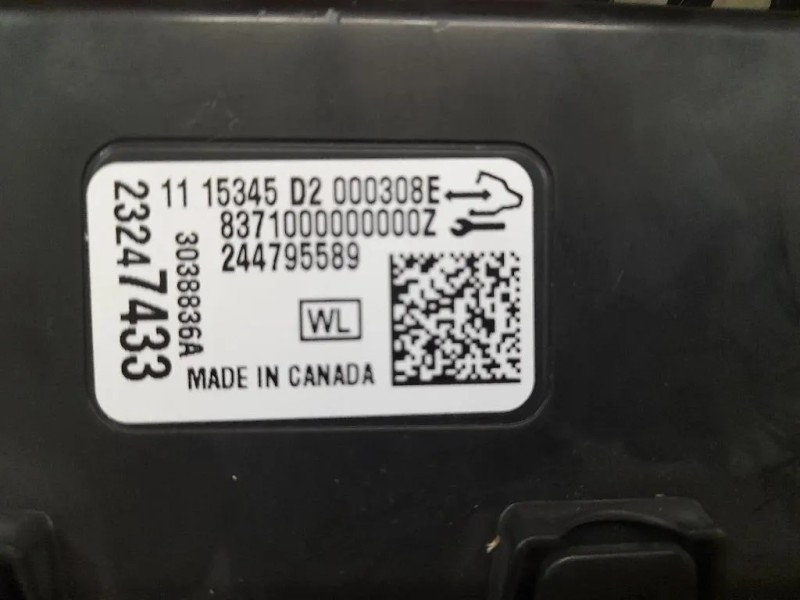 11 15345 D2 000308E
8371000000000Z
244795589
WL
MADE IN CANADA
3038836A
23247433